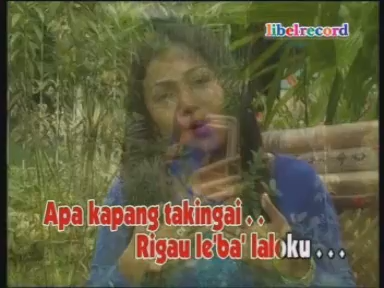 libelrecord
Apa kapang takingai . .
Rigau le'ba' laloku . . .